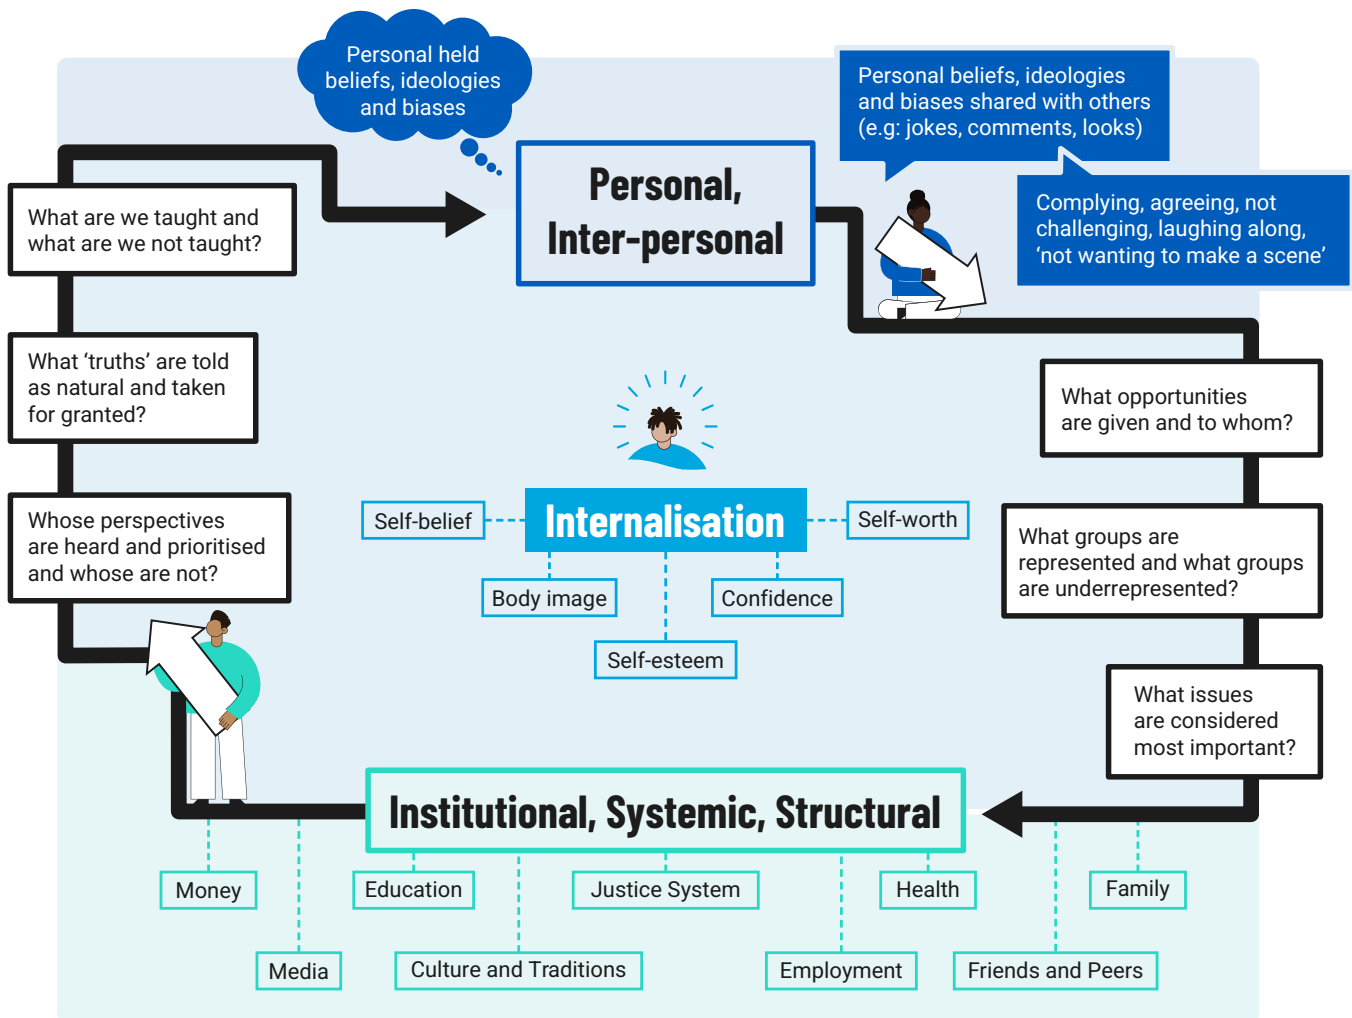 Personal held
beliefs, ideologies
and biases
Personal beliefs, ideologies
and biases shared with others
(e.g: jokes, comments, looks)
Personal,
Inter-personal
Complying, agreeing, not
challenging, laughing along,
‘not wanting to make a scene’
What are we taught and
what are we not taught?
What ‘truths’ are told
as natural and taken
for granted?
Whose perspectives
are heard and prioritised
and whose are not?
What opportunities
are given and to whom?
What groups are
represented and what groups
are underrepresented?
What issues
are considered
most important?
Internalisation
Self-belief
Self-worth
Body image
Confidence
Self-esteem
Institutional, Systemic, Structural
Money
Education
Justice System
Health
Family
Media
Culture and Traditions
Employment
Friends and Peers